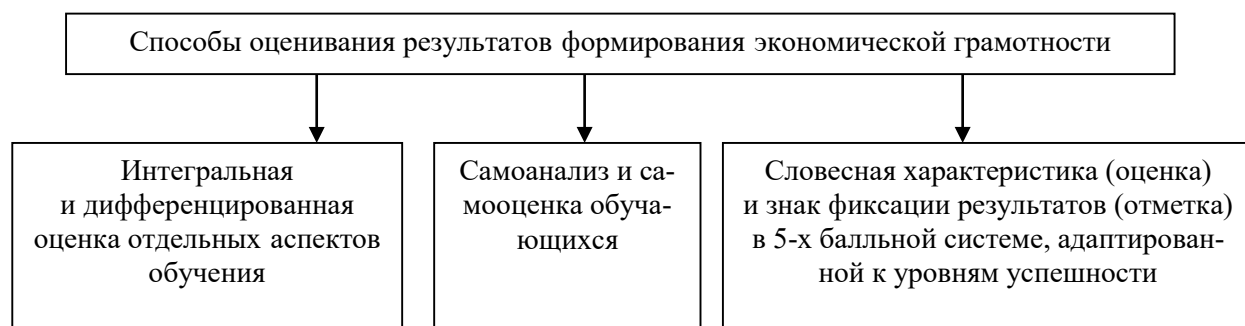 Способы оценивания результатов формирования экономической грамотности
Интегральная
и дифференцированная
оценка отдельных аспектов
обучения
Самоанализ и са-
мооценка обуча-
ющихся
Словесная характеристика (оценка)
и знак фиксации результатов (отметка)
в 5-х балльной системе, адаптирован-
ной к уровням успешности